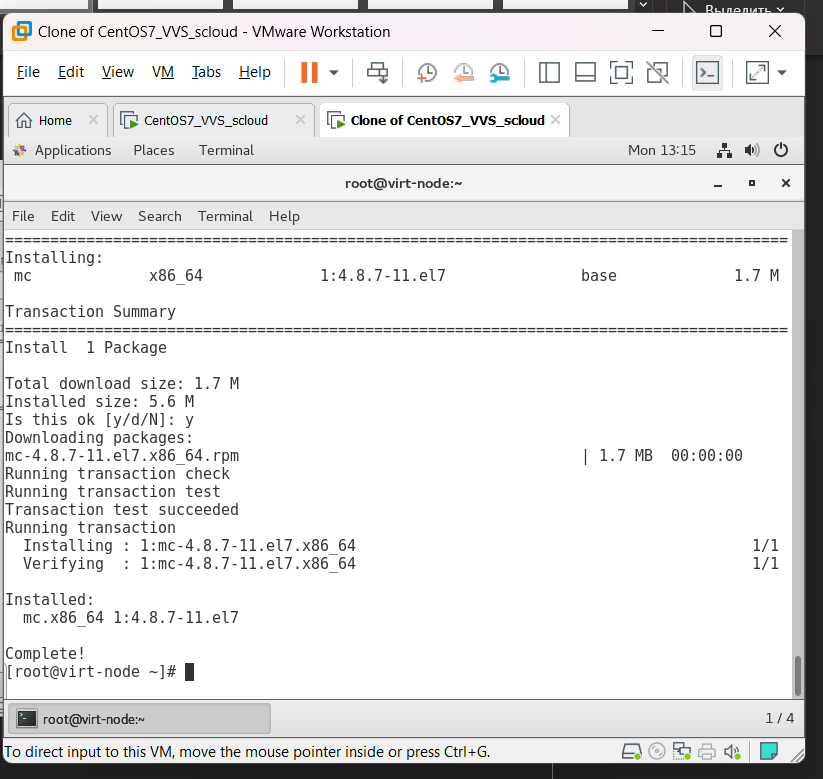 Выделить
Clone of CentOS7_VVS_scloud - VMware Workstation
File Edit View VM Tabs Help
Home CentOS7_VVS_scloud Clone of CentOS7_VVS_scloud
Applications Places Terminal Mon 13:15
root@virt-node:~
File Edit View Search Terminal Help
================================================================================
Installing:
mc x86_64 1:4.8.7-11.el7 base 1.7 M
Transaction Summary
================================================================================
Install 1 Package
Total download size: 1.7 M
Installed size: 5.6 M
Is this ok [y/d/N]: y
Downloading packages:
mc-4.8.7-11.el7.x86_64.rpm | 1.7 MB 00:00:00
Running transaction check
Running transaction test
Transaction test succeeded
Running transaction
Installing : 1:mc-4.8.7-11.el7.x86_64 1/1
Verifying : 1:mc-4.8.7-11.el7.x86_64 1/1
Installed:
mc.x86_64 1:4.8.7-11.el7
Complete!
[root@virt-node ~]#
root@virt-node:~ 1 / 4
To direct input to this VM, move the mouse pointer inside or press Ctrl+G.